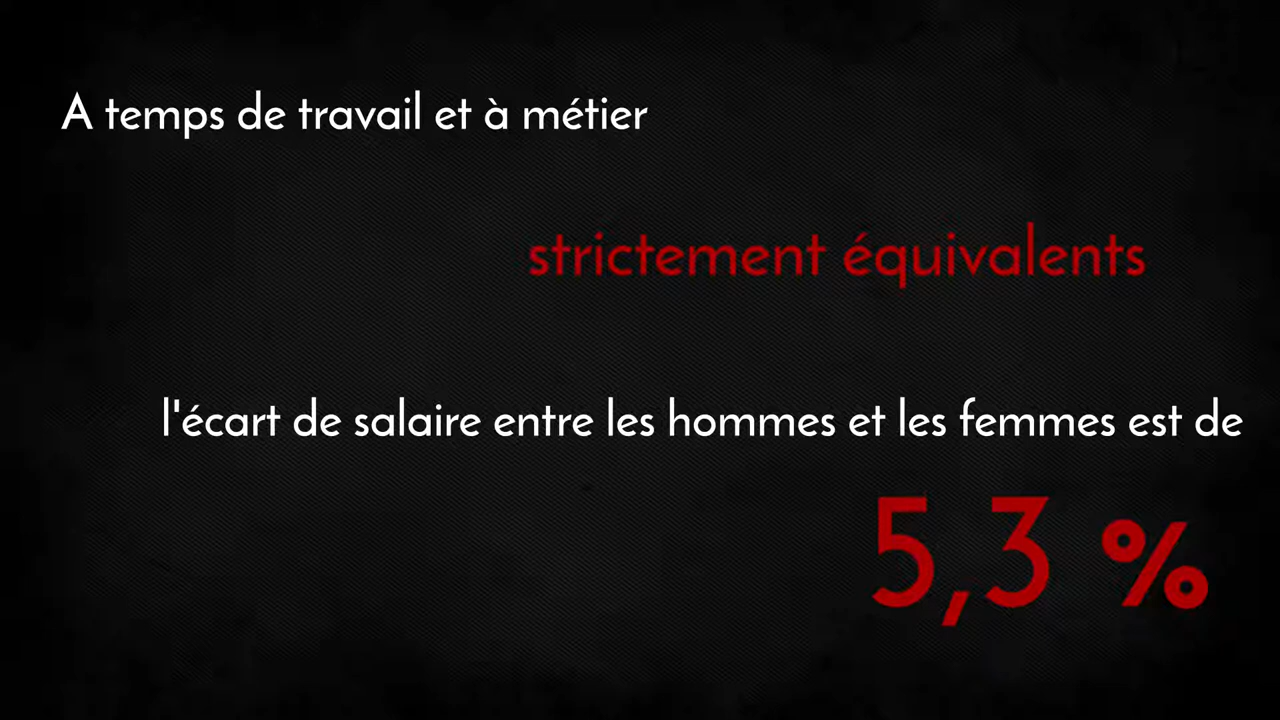 A temps de travail et à métier
strictement équivalents
l'écart de salaire entre les hommes et les femmes est de
5,3 %